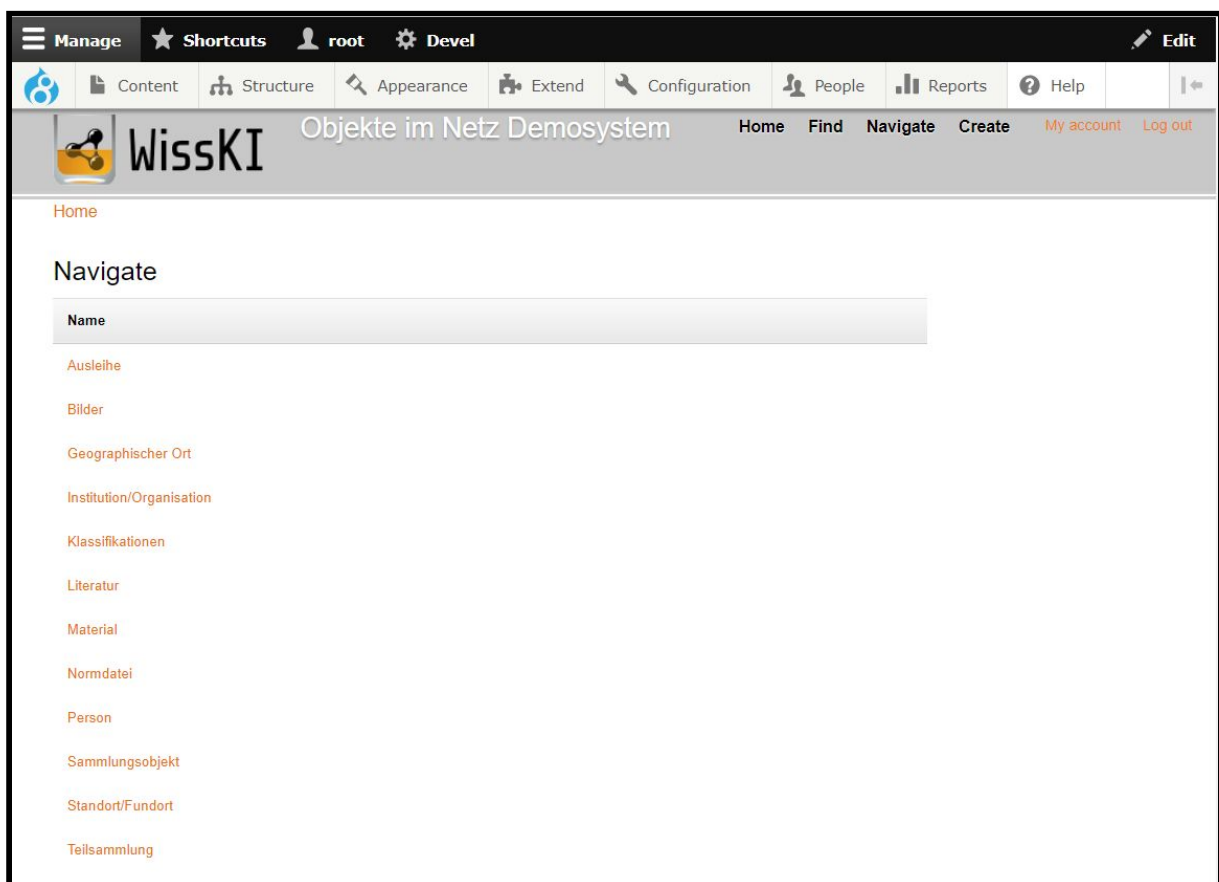 Manage Shortcuts root Devel Edit
Content Structure Appearance Extend Configuration People Reports Help
WissKI Objekte im Netz Demosystem Home Find Navigate Create My account Log out
Home
Navigate
Name
Ausleihe
Bilder
Geographischer Ort
Institution/Organisation
Klassifikationen
Literatur
Material
Normdatei
Person
Sammlungsobjekt
Standort/Fundort
Teilsammlung